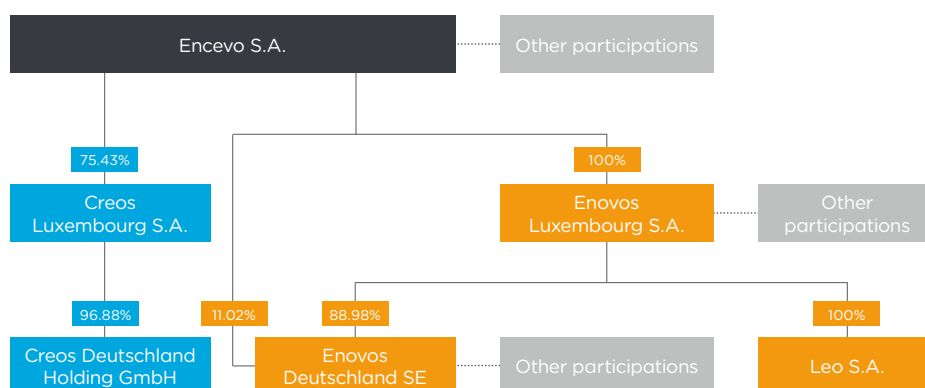 Encevo S.A.
Other participations
75.43%
100%
Creos
Luxembourg S.A.
Enovos
Luxembourg S.A.
Other
participations
96.88%
11.02%
88.98%
100%
Creos Deutschland
Holding GmbH
Enovos
Deutschland SE
Other participations
Leo S.A.